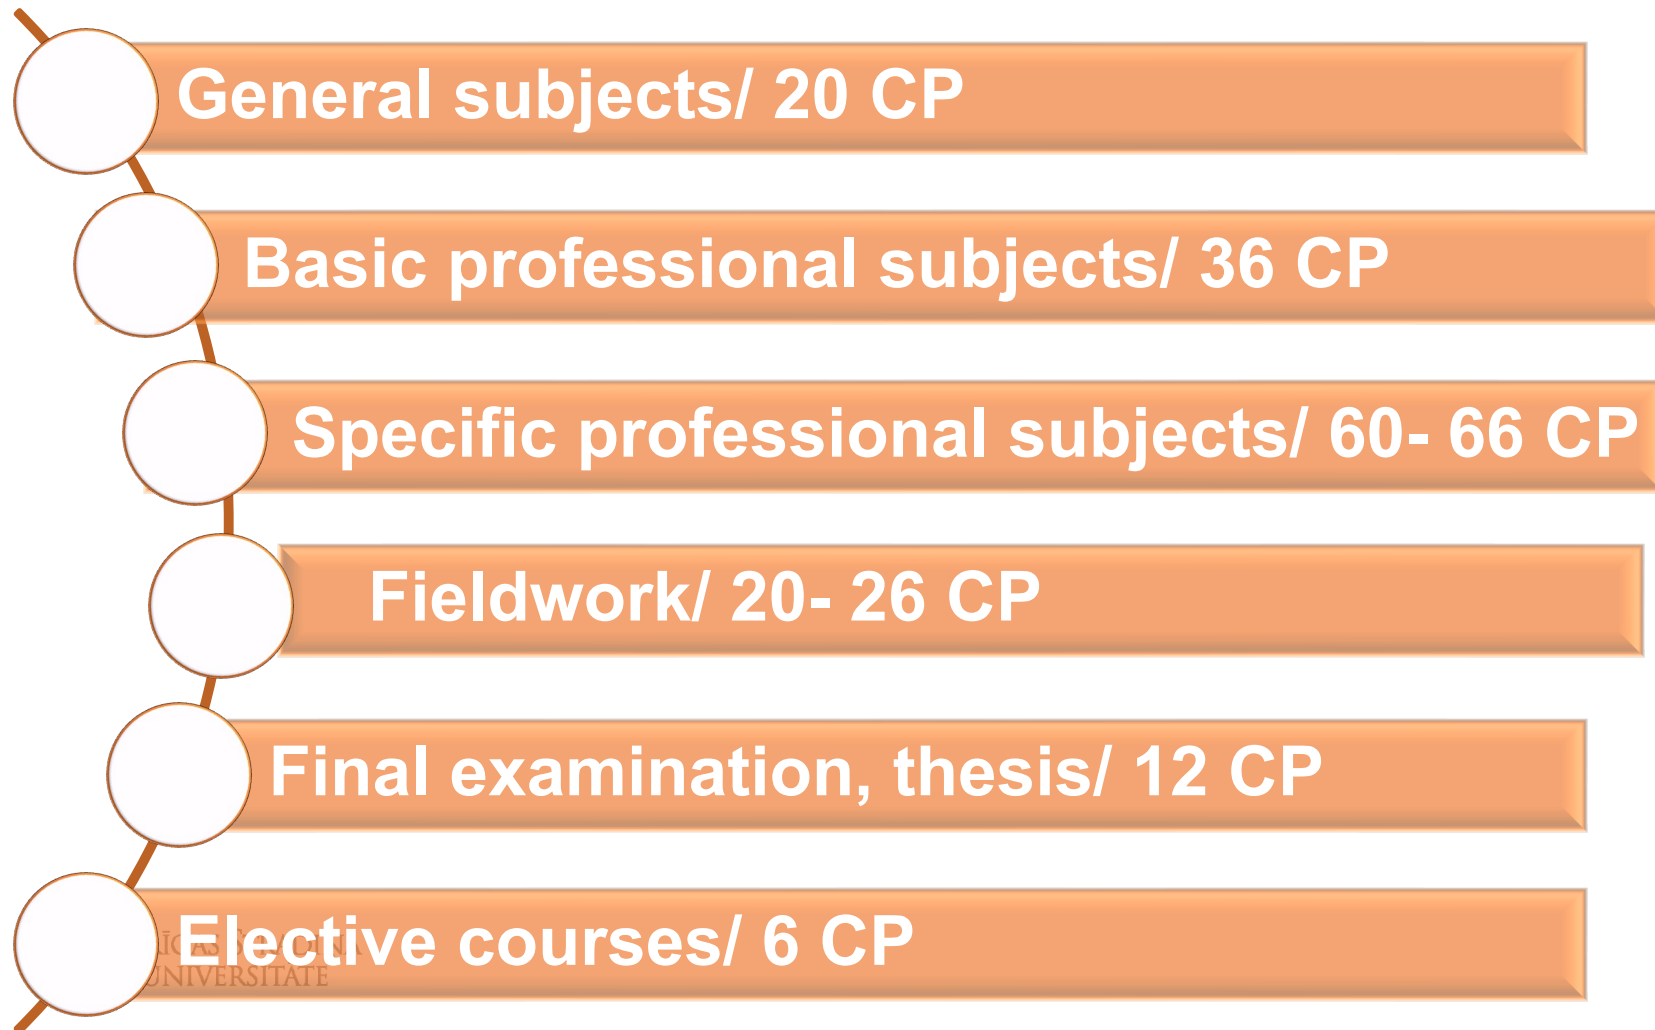 General subjects/ 20 CP
Basic professional subjects/ 36 CP
Specific professional subjects/ 60- 66 CP
Fieldwork/ 20- 26 CP
Final examination, thesis/ 12 CP
Elective courses/ 6 CP
UNIVERSITĀTE